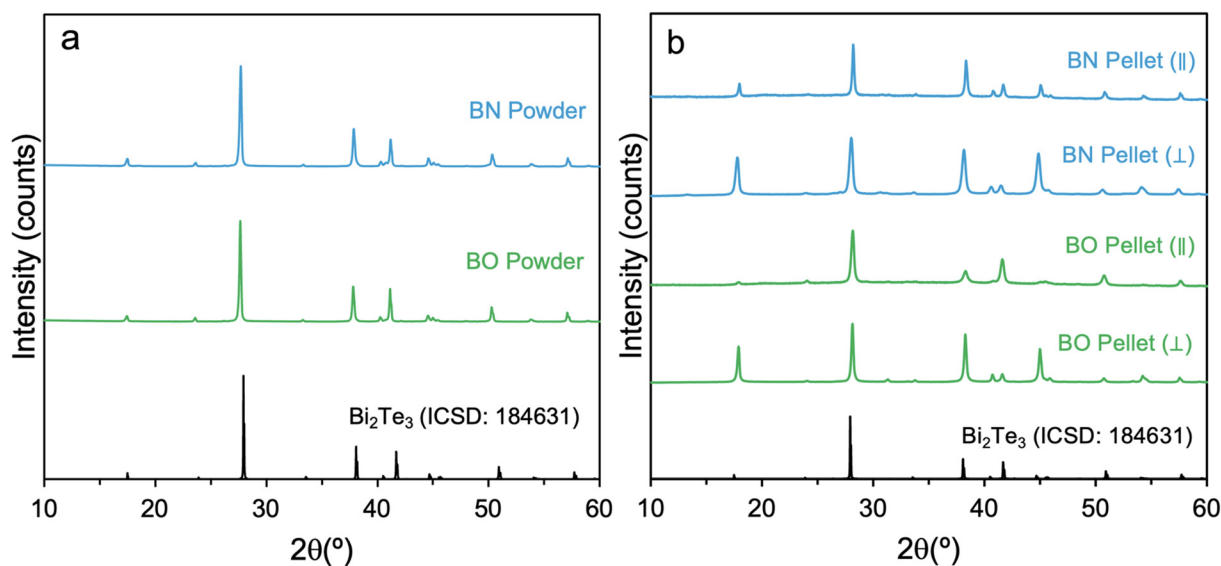 a
BN Powder
BO Powder
Bi₂Te₃ (ICSD: 184631)
Intensity (counts)
10 20 30 40 50 60
2θ(º)
b
BN Pellet (∥)
BN Pellet (⊥)
BO Pellet (∥)
BO Pellet (⊥)
Bi₂Te₃ (ICSD: 184631)
Intensity (counts)
10 20 30 40 50 60
2θ(º)